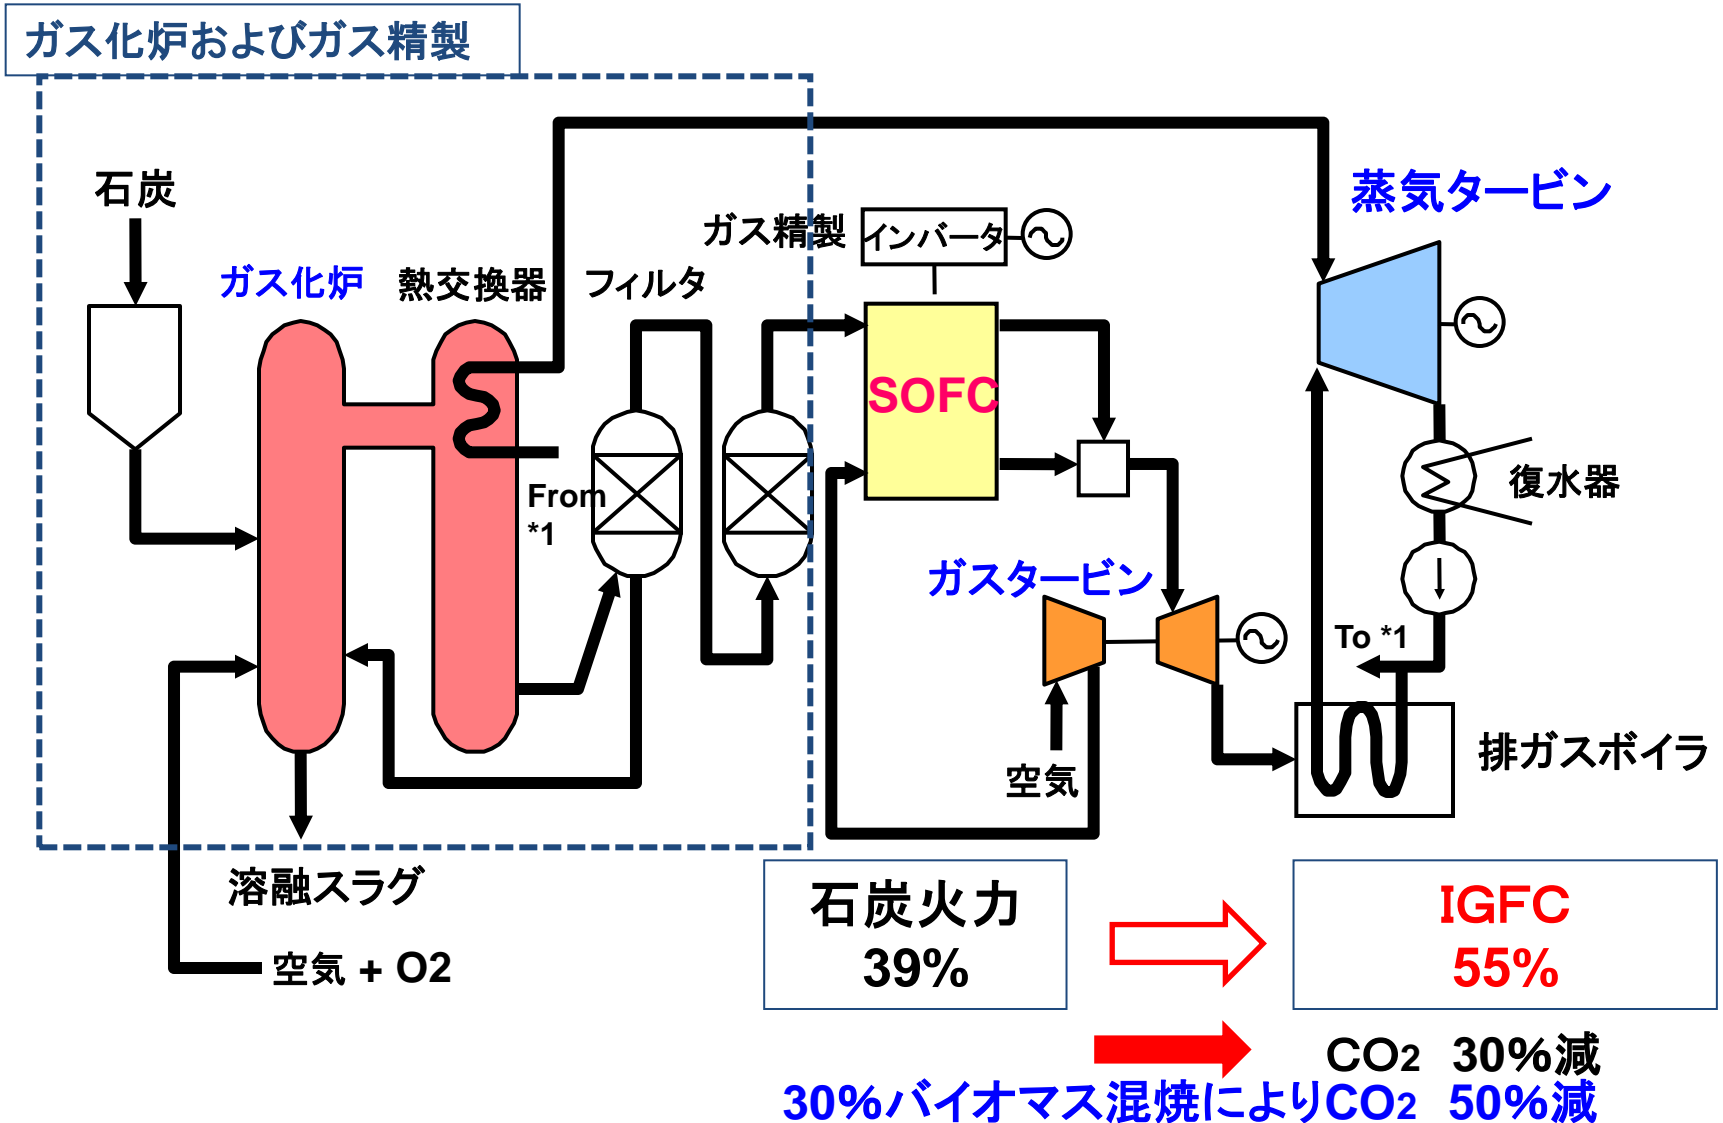 ガス化炉およびガス精製
石炭
ガス化炉
熱交換器
フィルタ
ガス精製
インバータ
蒸気タービン
SOFC
From
*1
復水器
ガスタービン
To *1
空気
排ガスボイラ
溶融スラグ
空気 + O2
石炭火力
39%
IGFC
55%
CO2 30%減
30%バイオマス混焼によりCO2 50%減